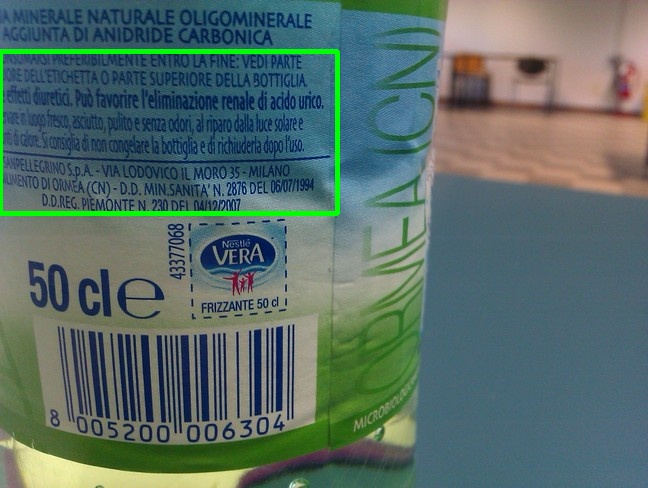 MINERALE NATURALE OLIGOMINERALE
AGGIUNTA DI ANIDRIDE CARBONICA
PREFERIBILMENTE ENTRO LA FINE: VEDI PARTE
DELL'ETICHETTA O PARTE SUPERIORE DELLA BOTTIGLIA.
effetti diuretici. Può favorire l'eliminazione renale di acido urico.
in luogo fresco, asciutto, pulito e senza odori, al riparo dalla luce solare e
di calore. Si consiglia di non congelare la bottiglia e di richiuderla dopo l'uso.
SANPELLEGRINO S.p.A. - VIA LODOVICO IL MORO 35 - MILANO
DI ORMEA (CN) - D.D. MIN.SANITA' N. 2876 DEL 06/07/1994
D.D.REG. PIEMONTE N. 230 DEL 04/12/2007
43377068
Nestlé
VERA
50 cl e
FRIZZANTE 50 cl
8 005200 006304
ORMEA (CN)